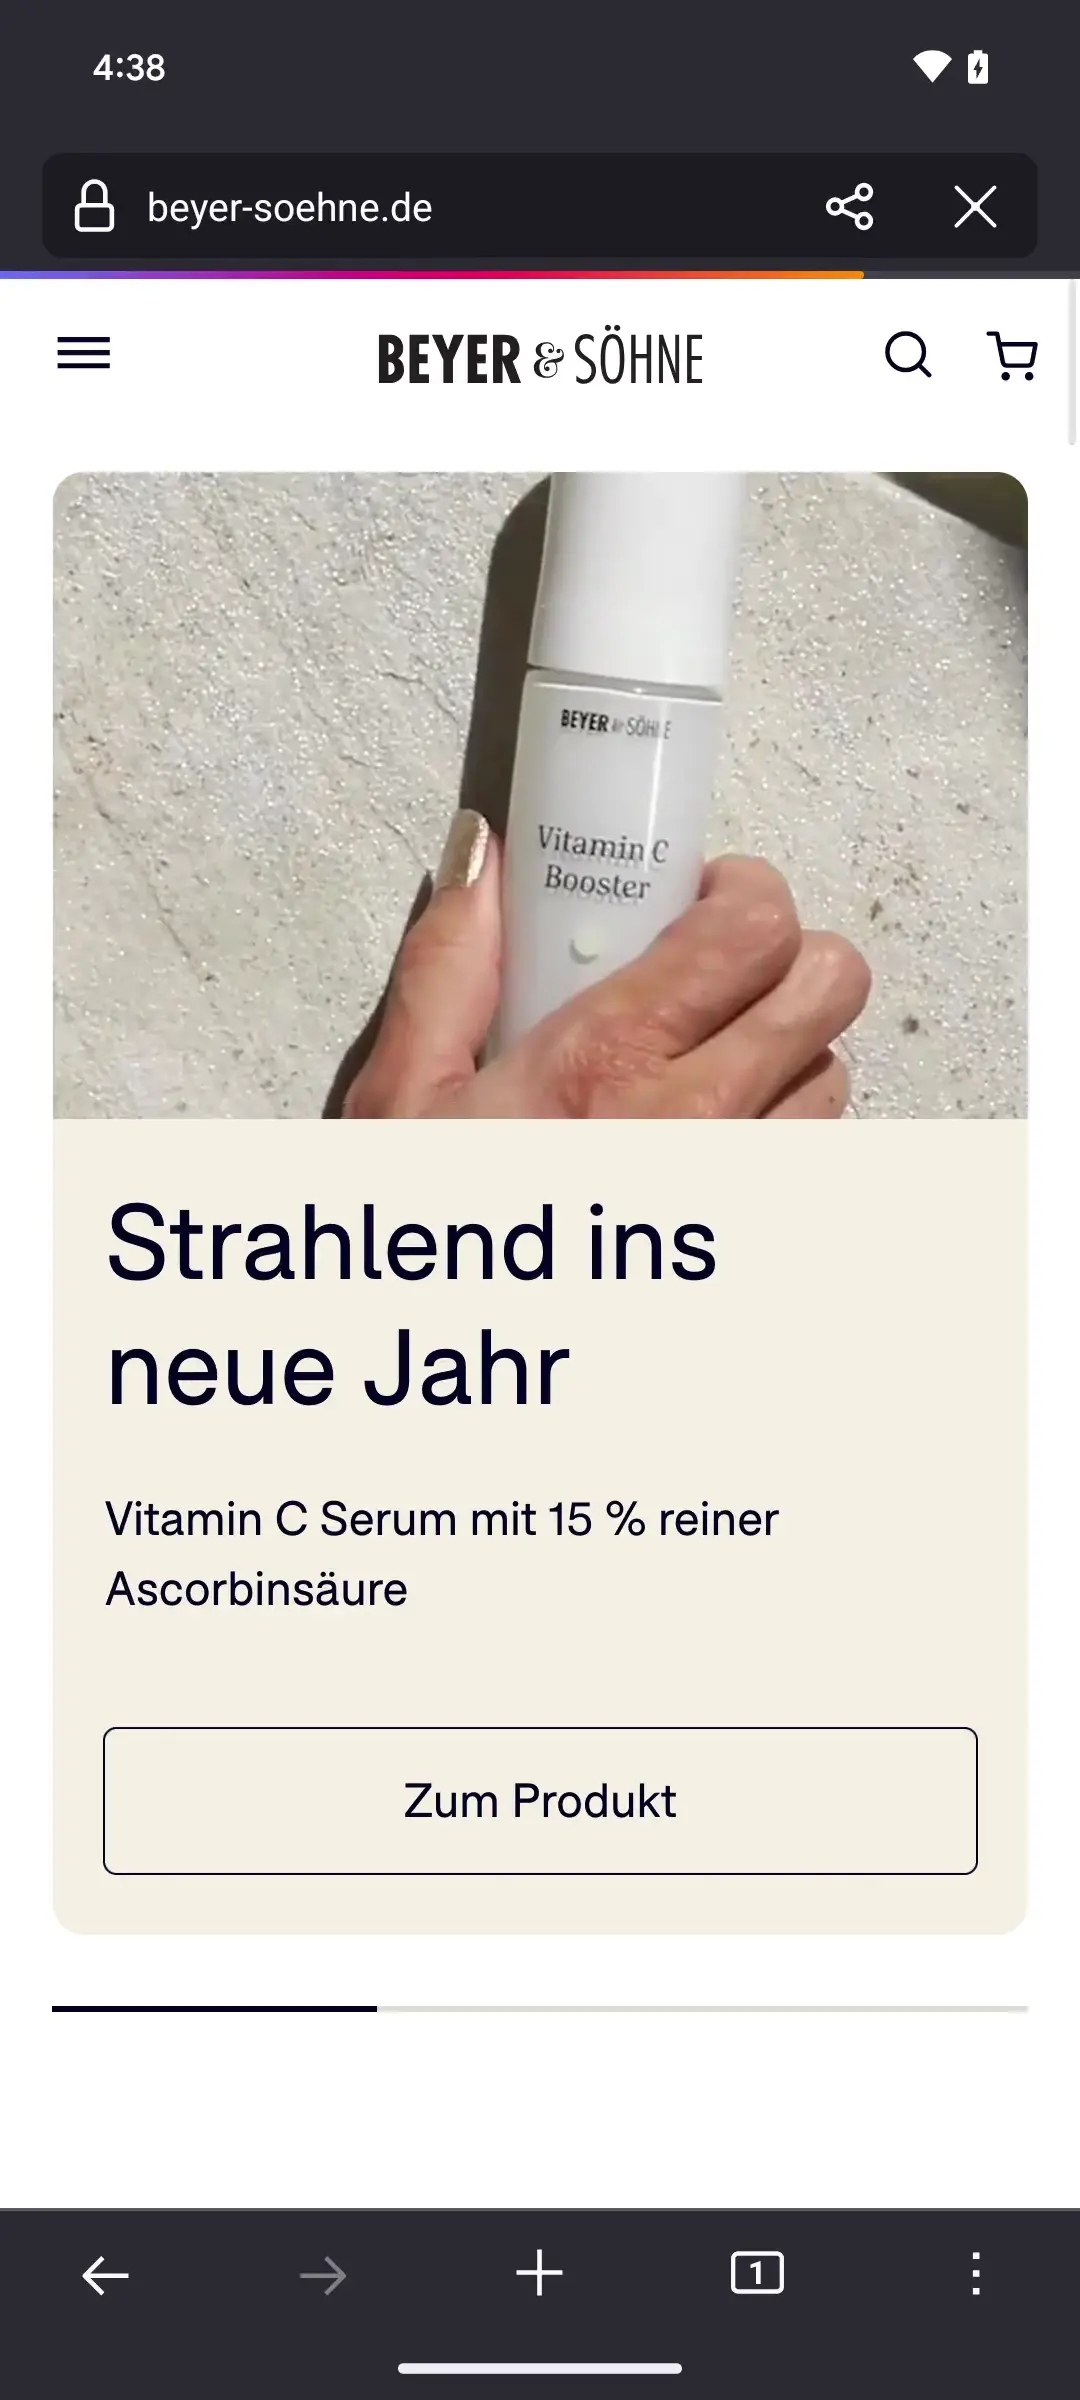 4:38
beyer-soehne.de
BEYER & SÖHNE
BEYER & SÖHNE
Vitamin C
Booster
Strahlend ins
neue Jahr
Vitamin C Serum mit 15 % reiner
Ascorbinsäure
Zum Produkt
1